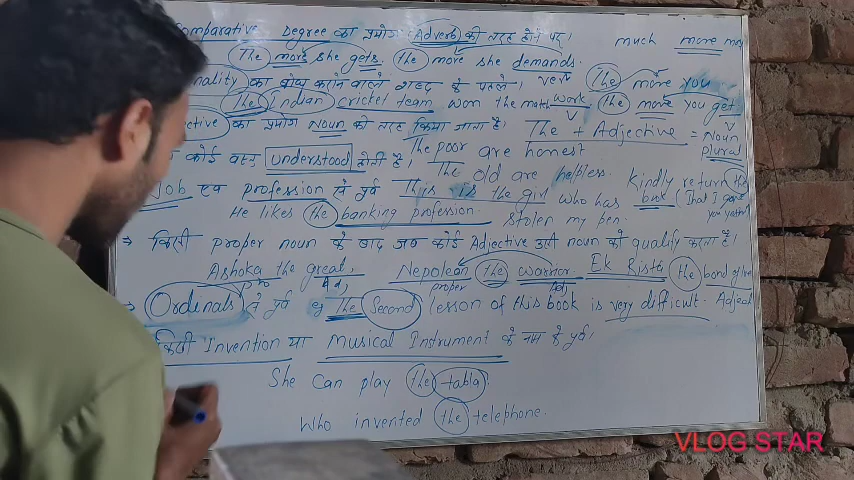 Comparative Degree का प्रयोग (Adverb) की तरह होने पर।
much more may
The more she gets the more she demands.
The more you work the more you get
nality का बोध कराने वाले शब्द के पहले।
The Indian cricket team won the match
ective का प्रयोग Noun की तरह किया जाता है। The + Adjective = Noun plural
The poor are honest
कोई वस्तु understood होती है। The old are helpless.
Kindly return the book (That I gave you yester
Job एवं profession से पूर्व This is the girl who has stolen my pen.
He likes the banking profession.
⇒ किसी proper noun के बाद जब कोई Adjective उसी noun को qualify करता है।
Ashoka the great, Nepolean the warrior Ek Rista the bond of love
proper Adj
Ordinals से पूर्व eg The Second lesson of this book is very difficult. Adject
किसी Invention या Musical Instrument के नाम के पूर्व।
She can play the tabla.
Who invented the telephone.
VLOG STAR